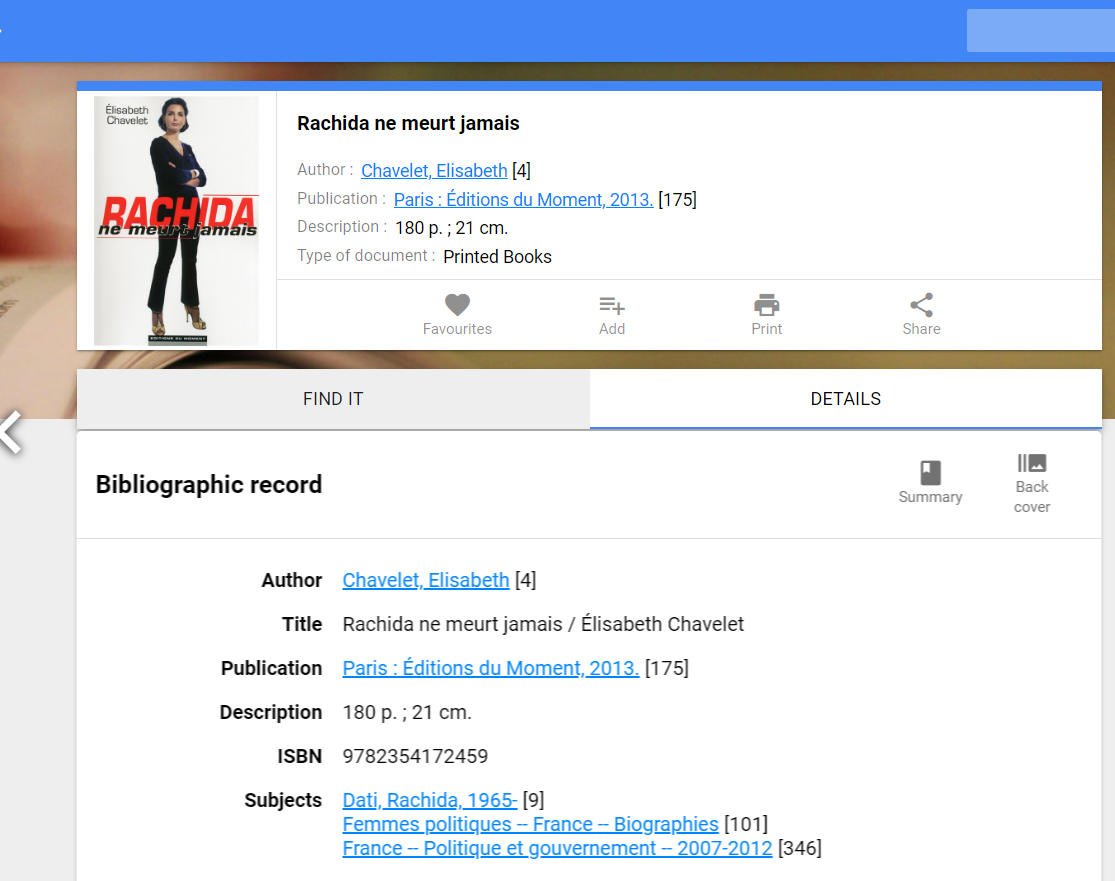 Élisabeth
Chavelet
RACHIDA
ne meurt jamais
EDITIONS DU MOMENT
Rachida ne meurt jamais
Author : Chavelet, Elisabeth [4]
Publication : Paris : Éditions du Moment, 2013. [175]
Description : 180 p. ; 21 cm.
Type of document : Printed Books
Favourites Add Print Share
FIND IT DETAILS
Bibliographic record
Summary
Back
cover
Author Chavelet, Elisabeth [4]
Title Rachida ne meurt jamais / Élisabeth Chavelet
Publication Paris : Éditions du Moment, 2013. [175]
Description 180 p. ; 21 cm.
ISBN 9782354172459
Subjects Dati, Rachida, 1965- [9]
Femmes politiques -- France -- Biographies [101]
France -- Politique et gouvernement -- 2007-2012 [346]